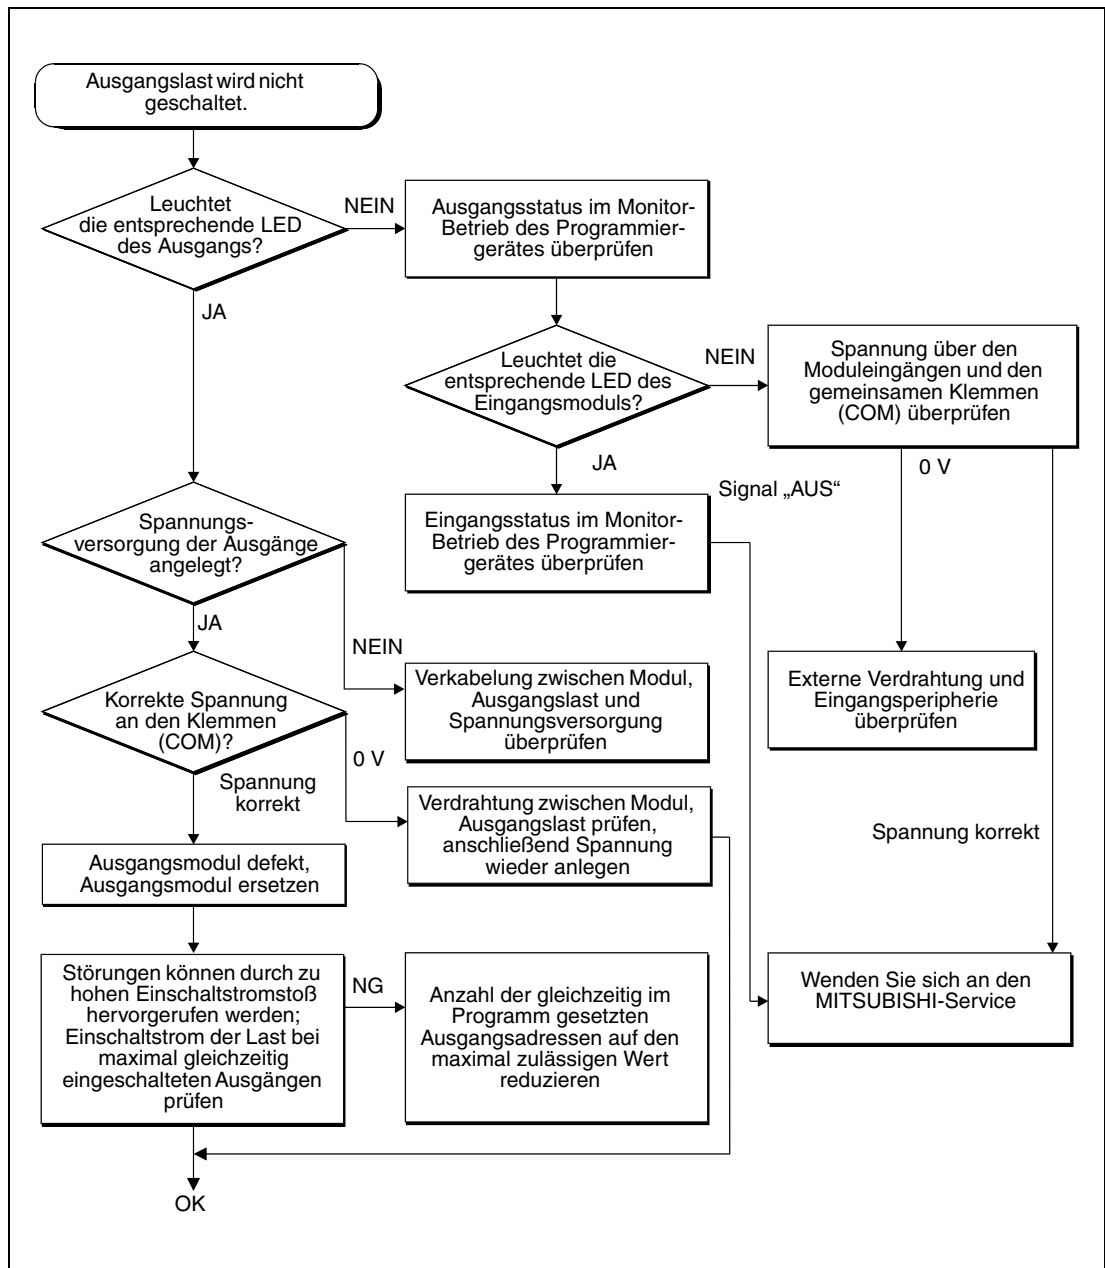 Ausgangslast wird nicht
geschaltet.
Leuchtet
die entsprechende LED
des Ausgangs?
NEIN
Ausgangsstatus im Monitor-
Betrieb des Programmier-
gerätes überprüfen
JA
Leuchtet die
entsprechende LED des
Eingangsmoduls?
NEIN
Spannung über den
Moduleingängen und den
gemeinsamen Klemmen
(COM) überprüfen
JA
0 V
Signal „AUS“
Eingangsstatus im Monitor-
Betrieb des Programmier-
gerätes überprüfen
Spannungs-
versorgung der Ausgänge
angelegt?
JA
NEIN
Verkabelung zwischen Modul,
Ausgangslast und
Spannungsversorgung
überprüfen
Externe Verdrahtung und
Eingangsperipherie
überprüfen
Korrekte Spannung
an den Klemmen
(COM)?
0 V
Spannung
korrekt
Verdrahtung zwischen Modul,
Ausgangslast prüfen,
anschließend Spannung
wieder anlegen
Spannung korrekt
Ausgangsmodul defekt,
Ausgangsmodul ersetzen
Störungen können durch zu
hohen Einschaltstromstoß
hervorgerufen werden;
Einschaltstrom der Last bei
maximal gleichzeitig
eingeschalteten Ausgängen
prüfen
NG
Anzahl der gleichzeitig im
Programm gesetzten
Ausgangsadressen auf den
maximal zulässigen Wert
reduzieren
Wenden Sie sich an den
MITSUBISHI-Service
OK